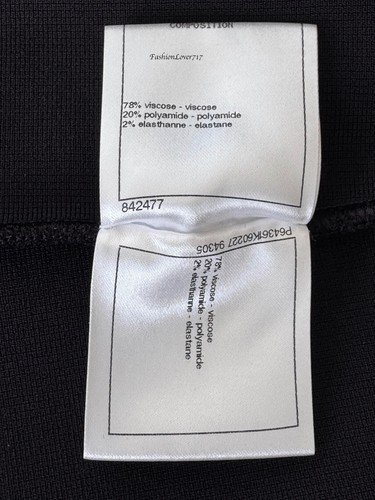 COMPOSITION
FashionLover717
78% viscose - viscose
20% polyamide - polyamide
2% elasthanne - elastane
842477
P64361K60227 94305
78% viscose - viscose
20% polyamide - polyamide
2% elasthanne - elastane